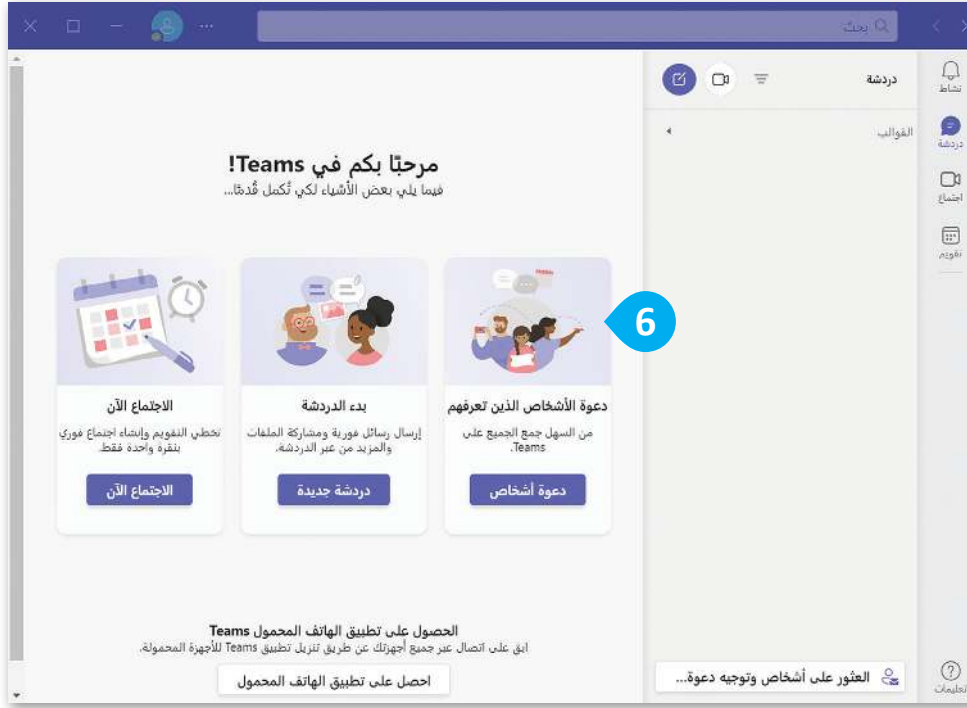 بحث
نشاط
دردشة
اجتماع
تقويم
تعليمات
دردشة
القوالب
العثور على أشخاص وتوجيه دعوة...
مرحبًا بكم في Teams!
فيما يلي بعض الأشياء لكي تُكمل قُدمًا...
6
دعوة الأشخاص الذين تعرفهم
من السهل جمع الجميع على
Teams.
دعوة أشخاص
بدء الدردشة
إرسال رسائل فورية ومشاركة الملفات
والمزيد من عبر الدردشة.
دردشة جديدة
الاجتماع الآن
تخطي التقويم وإنشاء اجتماع فوري
بنقرة واحدة فقط.
الاجتماع الآن
الحصول على تطبيق الهاتف المحمول Teams
ابق على اتصال عبر جميع أجهزتك عن طريق تنزيل تطبيق Teams للأجهزة المحمولة.
احصل على تطبيق الهاتف المحمول